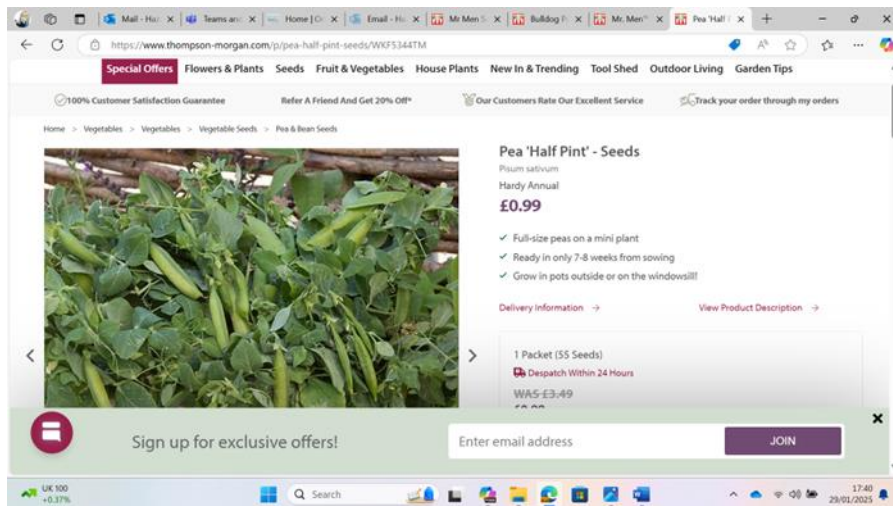 Mail - Ha
Teams an
Home | O
Email - H
Mr Men S
Bulldog P
Mr. Men
Pea 'Half
https://www.thompson-morgan.com/p/pea-half-pint-seeds/WKF5344TM
Special Offers Flowers & Plants Seeds Fruit & Vegetables House Plants New In & Trending Tool Shed Outdoor Living Garden Tips
100% Customer Satisfaction Guarantee Refer A Friend And Get 20% Off* Our Customers Rate Our Excellent Service Track your order through my orders
Home > Vegetables > Vegetables > Vegetable Seeds > Pea & Bean Seeds
Pea 'Half Pint' - Seeds
Pisum sativum
Hardy Annual
£0.99
Full-size peas on a mini plant
Ready in only 7-8 weeks from sowing
Grow in pots outside or on the windowsill!
Delivery Information → View Product Description →
1 Packet (55 Seeds)
Despatch Within 24 Hours
WAS £3.49
Sign up for exclusive offers!
Enter email address
JOIN
UK 100
+0.37%
Search
17:40
29/01/2025